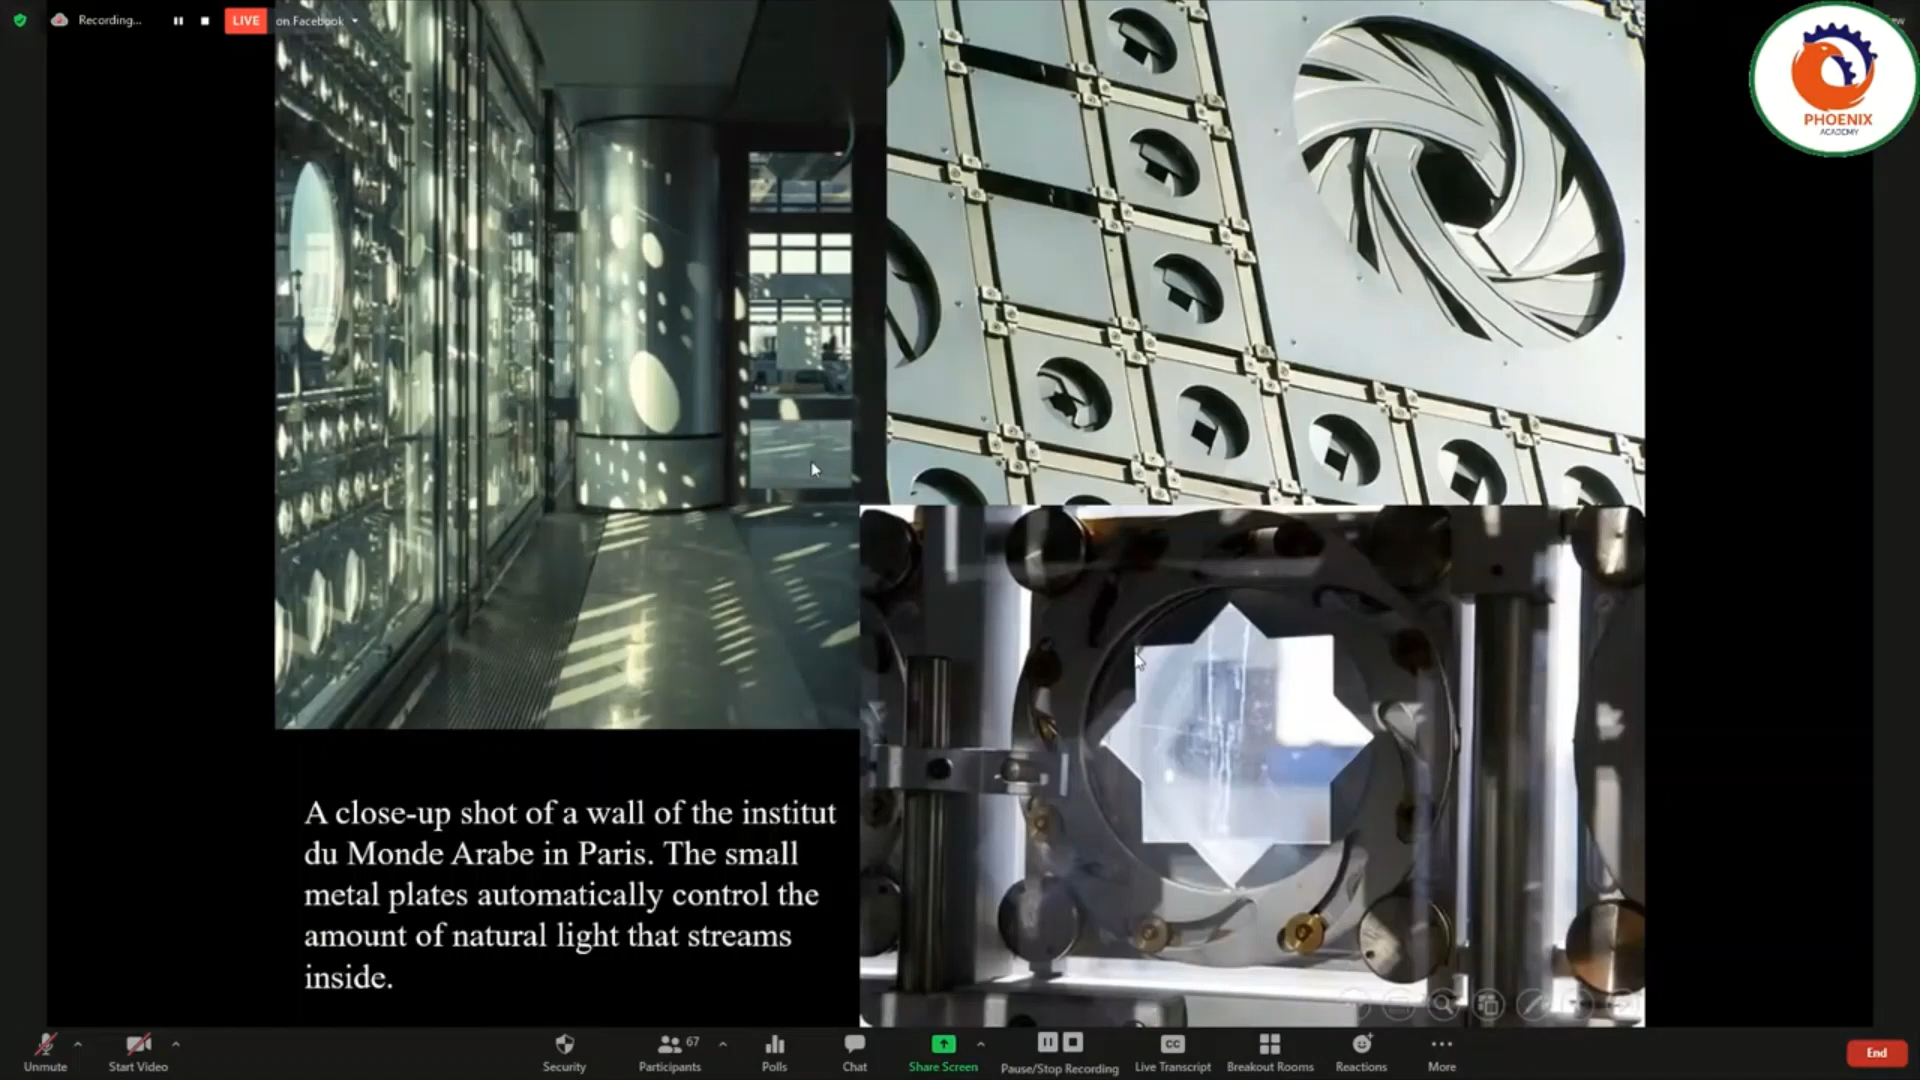 Recording...
LIVE
on Facebook
PHOENIX
ACADEMY
A close-up shot of a wall of the institut
du Monde Arabe in Paris. The small
metal plates automatically control the
amount of natural light that streams
inside.
Unmute
Start Video
Security
67
Participants
Polls
Chat
Share Screen
Pause/Stop Recording
CC
Live Transcript
Breakout Rooms
Reactions
More
End